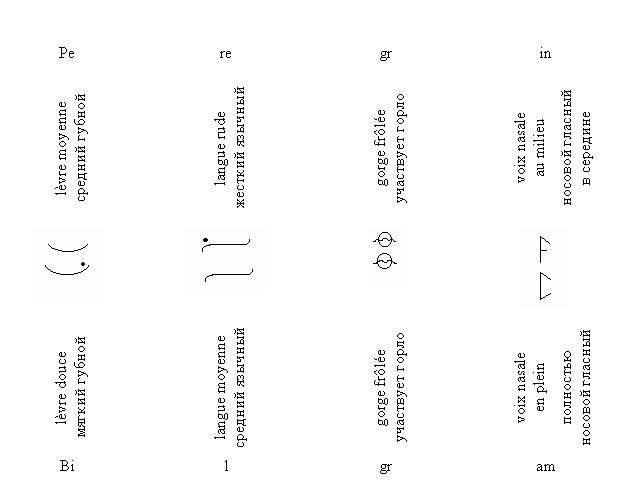 Pe re gr in
lèvre moyenne
средний губной
langue rude
жесткий язычный
gorge frôlée
участвует горло
voix nasale
au milieu
носовой гласный
в середине
lèvre douce
мягкий губной
langue moyenne
средний язычный
gorge frôlée
участвует горло
voix nasale
en plein
полностью
носовой гласный
Bi l gr am